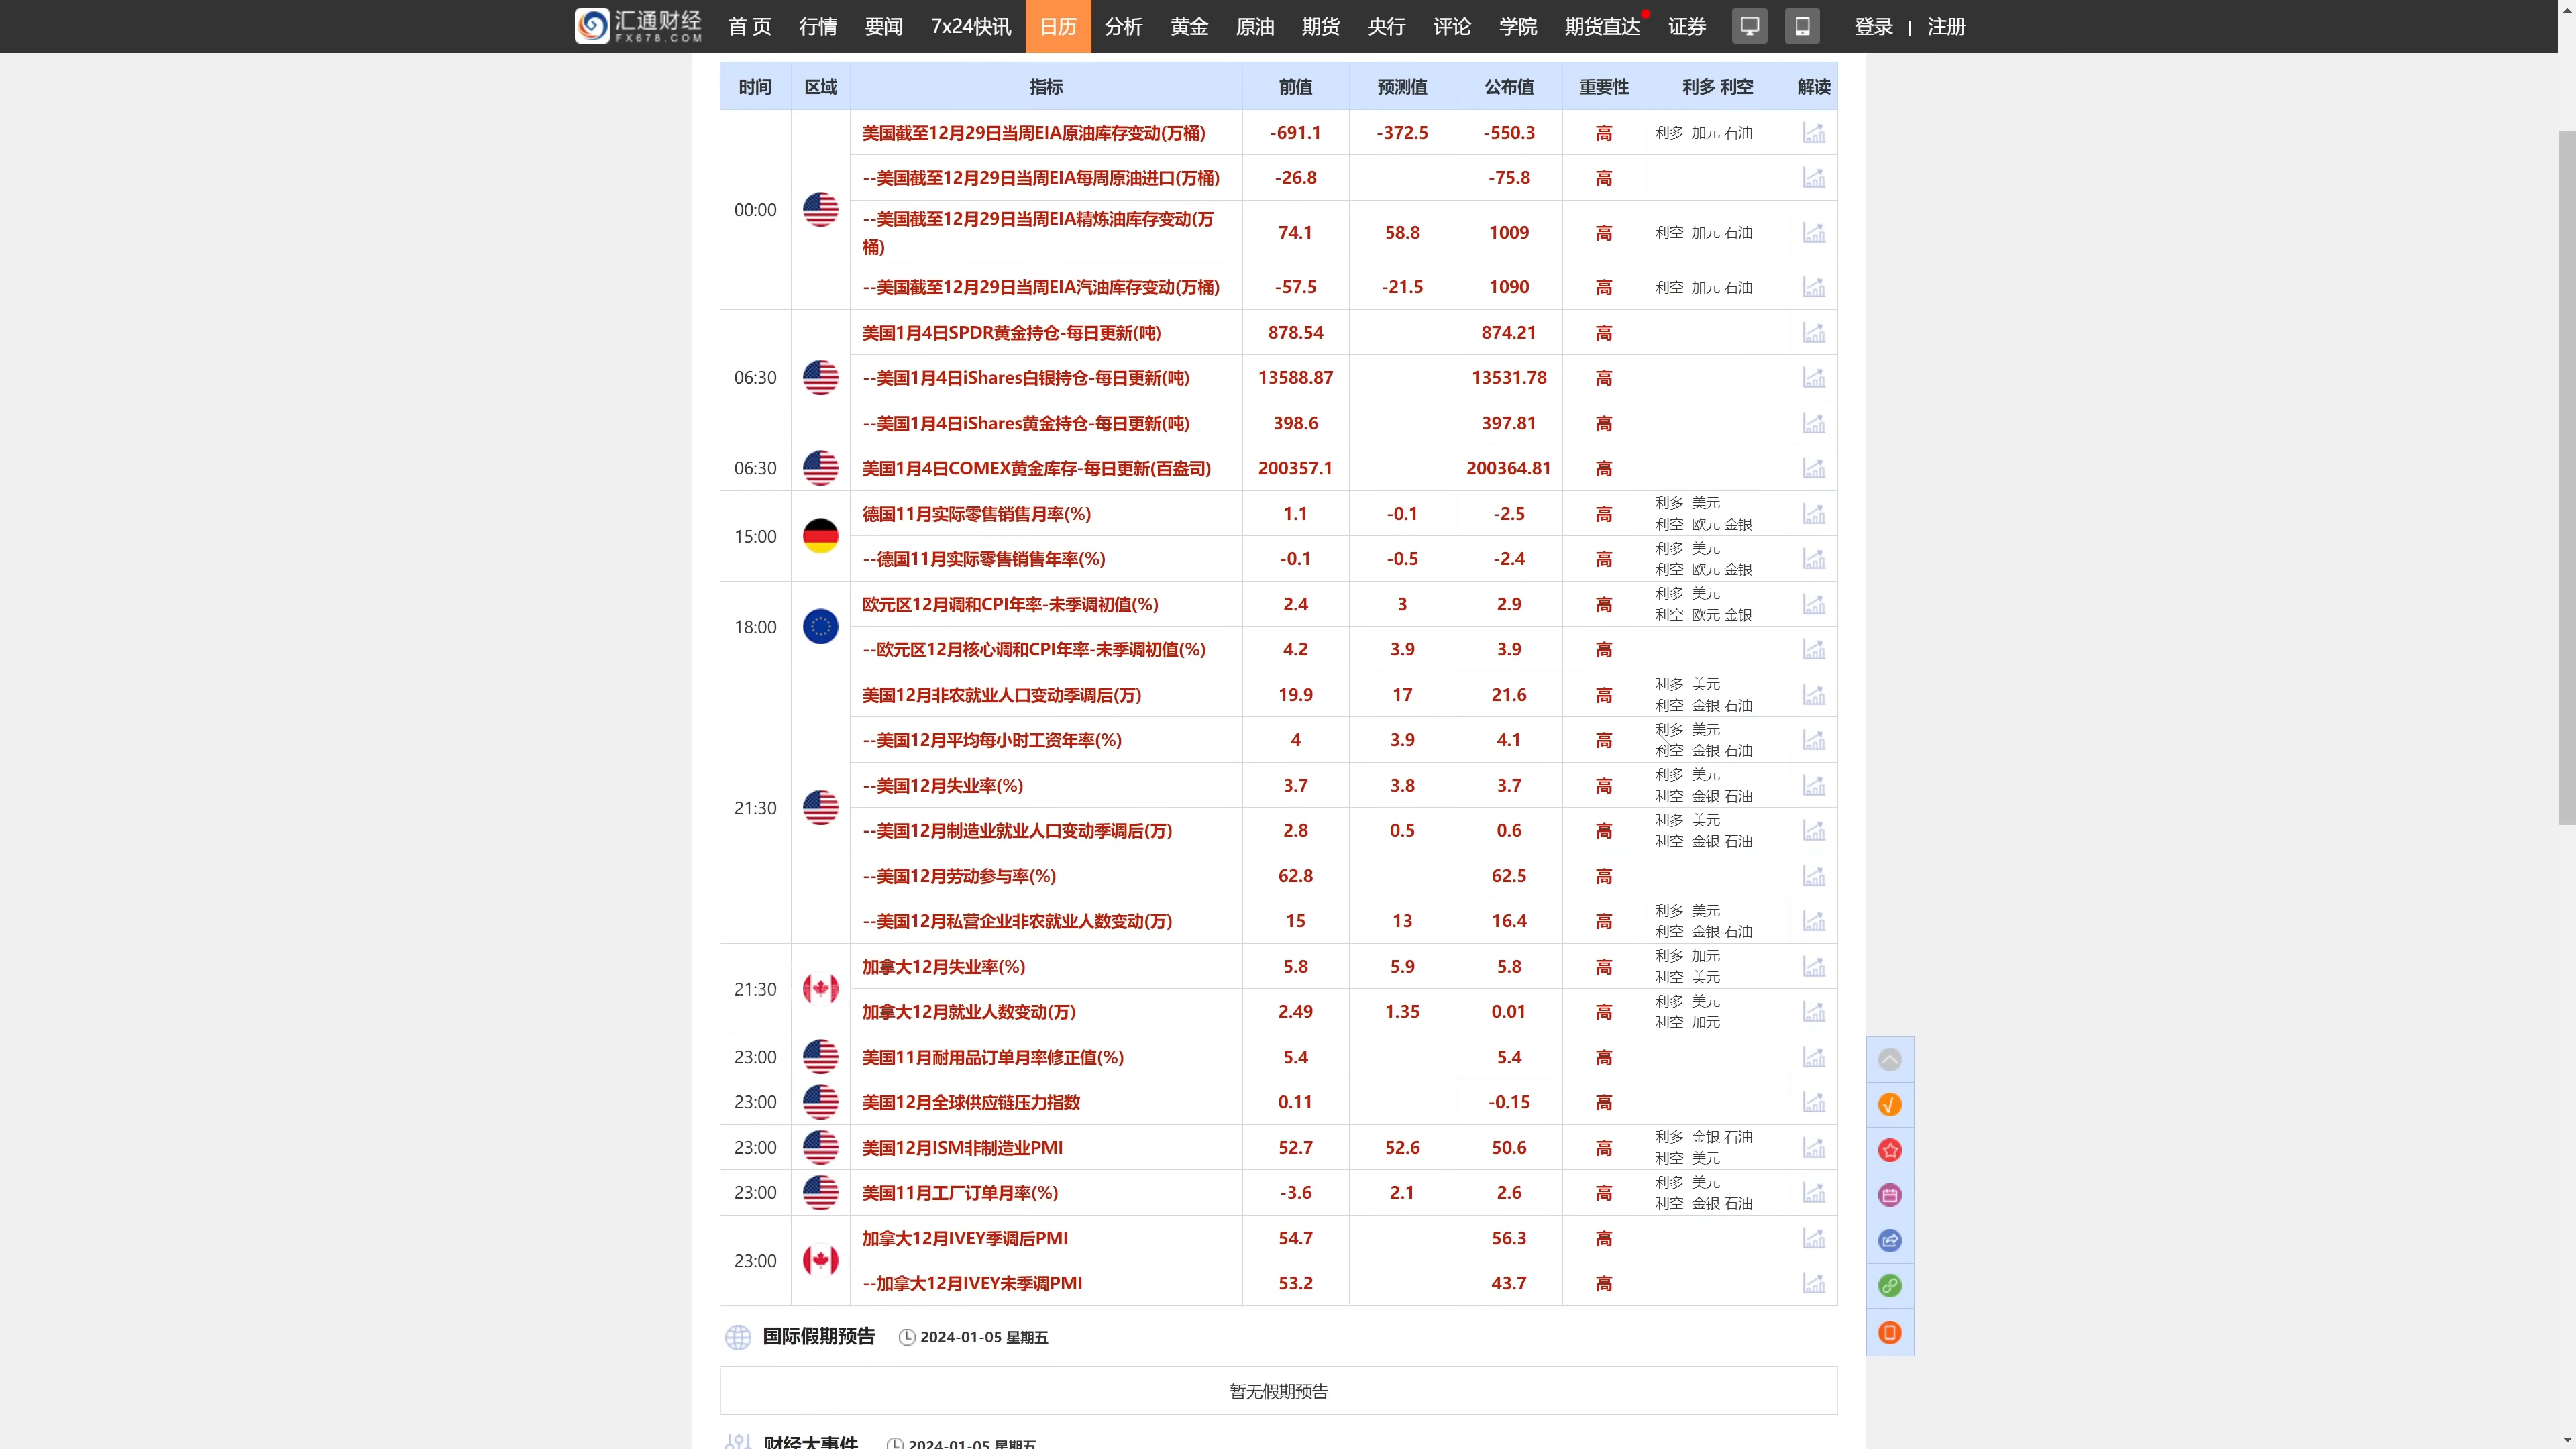 汇通财经 FX678.COM 首 页 行情 要闻 7x24快讯 日历 分析 黄金 原油 期货 央行 评论 学院 期货直达 证券 登录 | 注册
时间 区域 指标 前值 预测值 公布值 重要性 利多 利空 解读
00:00 美国截至12月29日当周EIA原油库存变动(万桶) -691.1 -372.5 -550.3 高 利多 加元 石油
--美国截至12月29日当周EIA每周原油进口(万桶) -26.8 -75.8 高
--美国截至12月29日当周EIA精炼油库存变动(万
桶) 74.1 58.8 1009 高 利空 加元 石油
--美国截至12月29日当周EIA汽油库存变动(万桶) -57.5 -21.5 1090 高 利空 加元 石油
06:30 美国1月4日SPDR黄金持仓-每日更新(吨) 878.54 874.21 高
--美国1月4日iShares白银持仓-每日更新(吨) 13588.87 13531.78 高
--美国1月4日iShares黄金持仓-每日更新(吨) 398.6 397.81 高
06:30 美国1月4日COMEX黄金库存-每日更新(百盎司) 200357.1 200364.81 高
15:00 德国11月实际零售销售月率(%) 1.1 -0.1 -2.5 高 利多 美元
利空 欧元 金银
--德国11月实际零售销售年率(%) -0.1 -0.5 -2.4 高 利多 美元
利空 欧元 金银
18:00 欧元区12月调和CPI年率-未季调初值(%) 2.4 3 2.9 高 利多 美元
利空 欧元 金银
--欧元区12月核心调和CPI年率-未季调初值(%) 4.2 3.9 3.9 高
21:30 美国12月非农就业人口变动季调后(万) 19.9 17 21.6 高 利多 美元
利空 金银 石油
--美国12月平均每小时工资年率(%) 4 3.9 4.1 高 利多 美元
利空 金银 石油
--美国12月失业率(%) 3.7 3.8 3.7 高 利多 美元
利空 金银 石油
--美国12月制造业就业人口变动季调后(万) 2.8 0.5 0.6 高 利多 美元
利空 金银 石油
--美国12月劳动参与率(%) 62.8 62.5 高
--美国12月私营企业非农就业人数变动(万) 15 13 16.4 高 利多 美元
利空 金银 石油
21:30 加拿大12月失业率(%) 5.8 5.9 5.8 高 利多 加元
利空 美元
加拿大12月就业人数变动(万) 2.49 1.35 0.01 高 利多 美元
利空 加元
23:00 美国11月耐用品订单月率修正值(%) 5.4 5.4 高
23:00 美国12月全球供应链压力指数 0.11 -0.15 高
23:00 美国12月ISM非制造业PMI 52.7 52.6 50.6 高 利多 金银 石油
利空 美元
23:00 美国11月工厂订单月率(%) -3.6 2.1 2.6 高 利多 美元
利空 金银 石油
23:00 加拿大12月IVEY季调后PMI 54.7 56.3 高
--加拿大12月IVEY未季调PMI 53.2 43.7 高
国际假期预告 2024-01-05 星期五
暂无假期预告
财经大事件 2024-01-05 星期五